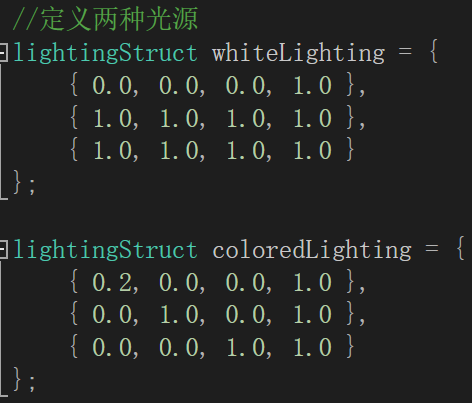 //定义两种光源
lightingStruct whiteLighting = {
{ 0.0, 0.0, 0.0, 1.0 },
{ 1.0, 1.0, 1.0, 1.0 },
{ 1.0, 1.0, 1.0, 1.0 }
};
lightingStruct coloredLighting = {
{ 0.2, 0.0, 0.0, 1.0 },
{ 0.0, 1.0, 0.0, 1.0 },
{ 0.0, 0.0, 1.0, 1.0 }
};